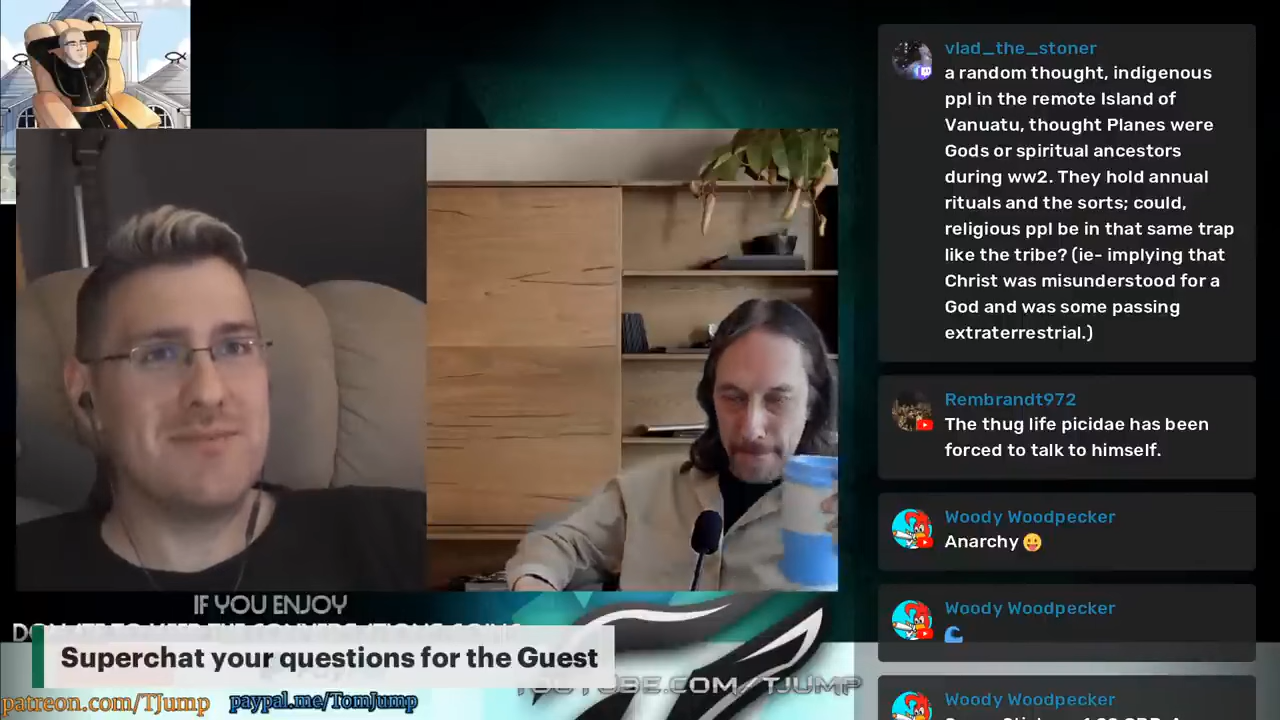 vlad_the_stoner
a random thought, indigenous
ppl in the remote Island of
Vanuatu, thought Planes were
Gods or spiritual ancestors
during ww2. They hold annual
rituals and the sorts; could,
religious ppl be in that same trap
like the tribe? (ie- implying that
Christ was misunderstood for a
God and was some passing
extraterrestrial.)
Rembrandt972
The thug life picidae has been
forced to talk to himself.
Woody Woodpecker
Anarchy 😛
Woody Woodpecker
🌊
Woody Woodpecker
IF YOU ENJOY
Superchat your questions for the Guest
YOUTUBE.COM/TJUMP
patreon.com/TJump
paypal.me/TomJump